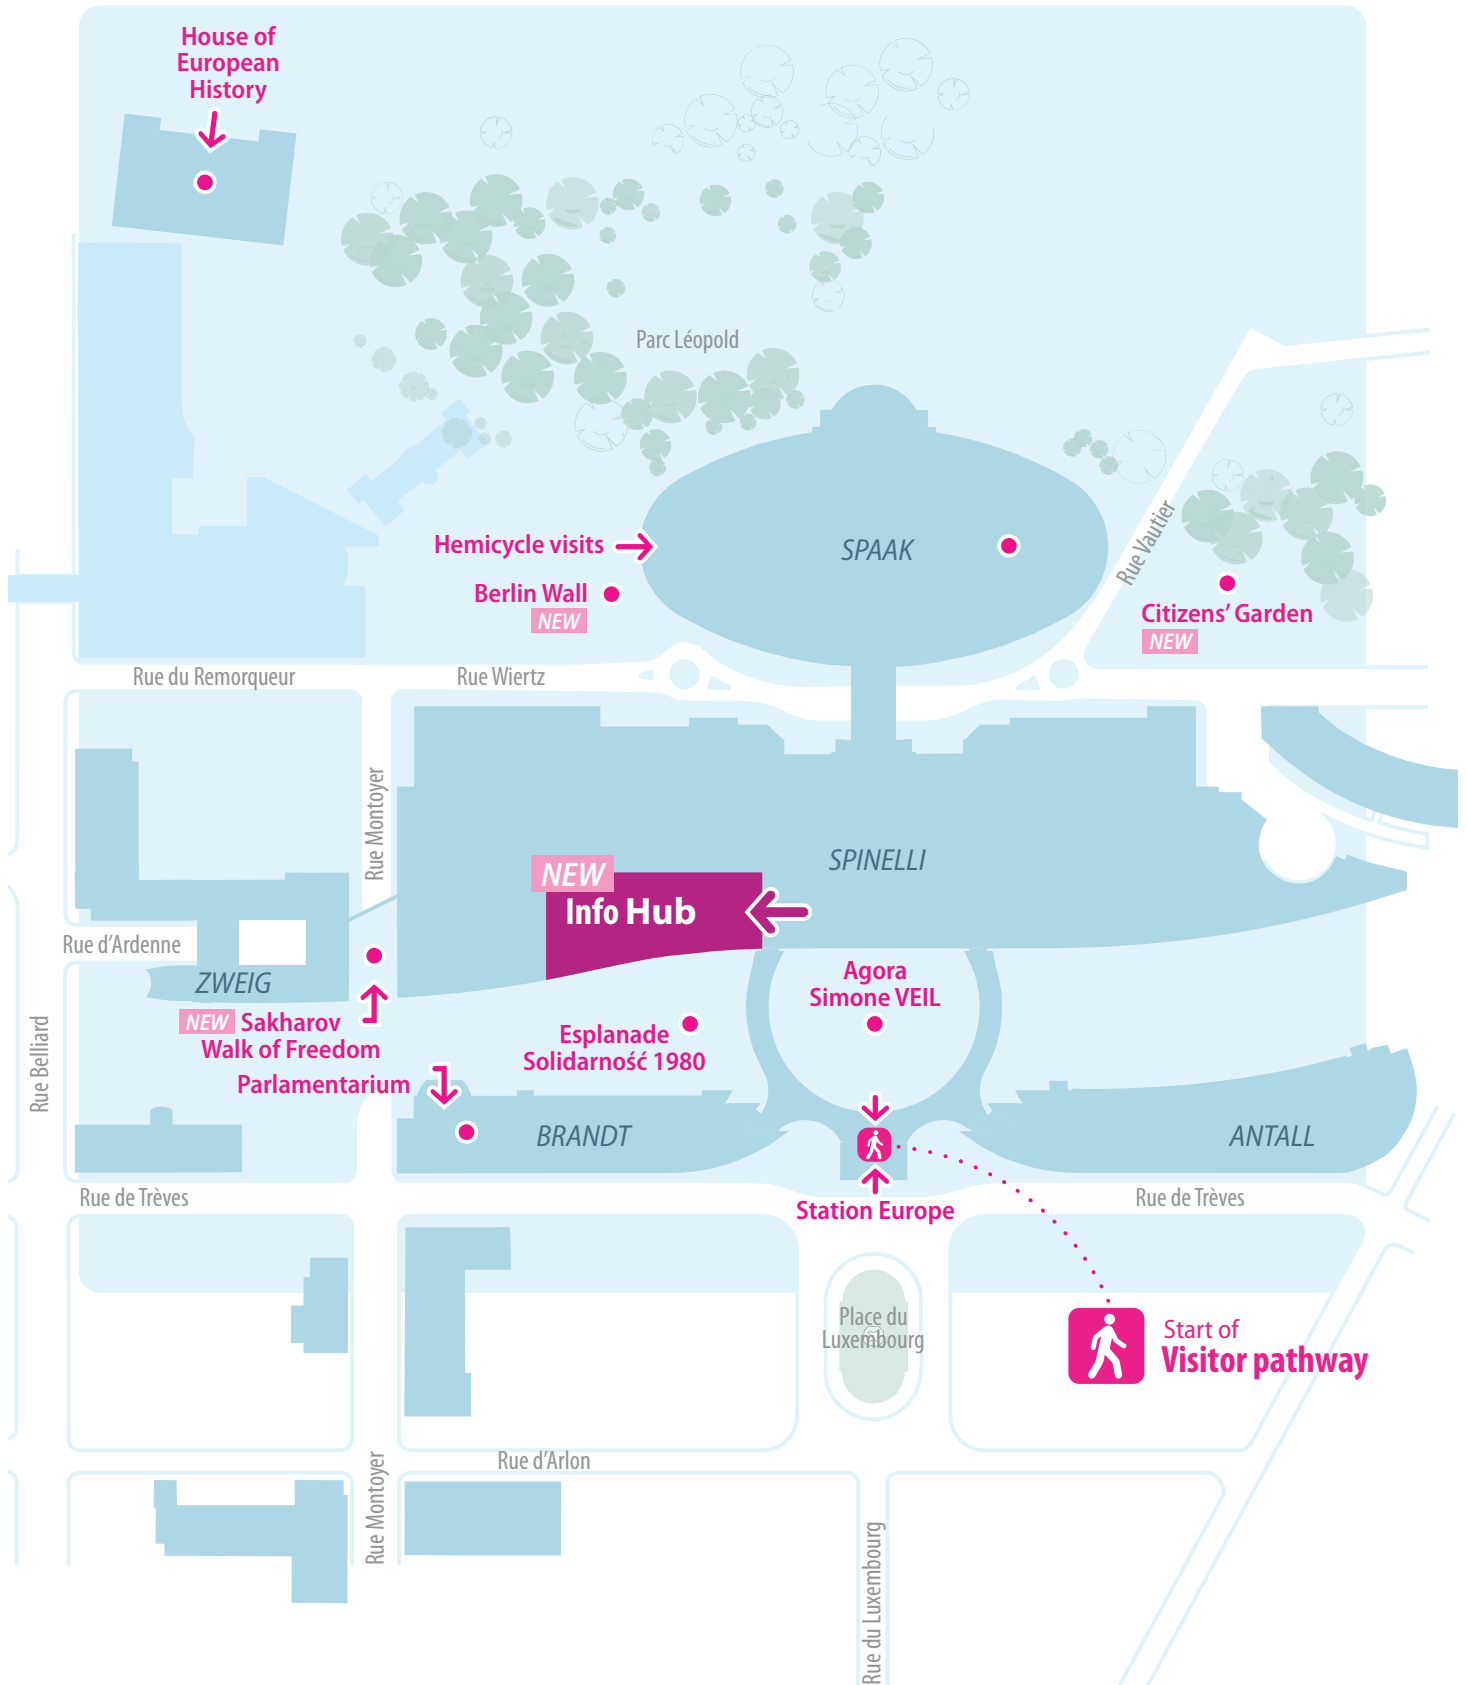 House of
European
History
Parc Léopold
Hemicycle visits
SPAAK
Rue Vautier
Berlin Wall
NEW
Citizens’ Garden
NEW
Rue du Remorqueur
Rue Wiertz
Rue Montoyer
SPINELLI
NEW
Info Hub
Rue d’Ardenne
ZWEIG
Agora
Simone VEIL
NEW Sakharov
Walk of Freedom
Esplanade
Solidarność 1980
Rue Belliard
Parlamentarium
BRANDT
ANTALL
Rue de Trèves
Station Europe
Rue de Trèves
Place du
Luxembourg
Start of
Visitor pathway
Rue d’Arlon
Rue Montoyer
Rue du Luxembourg